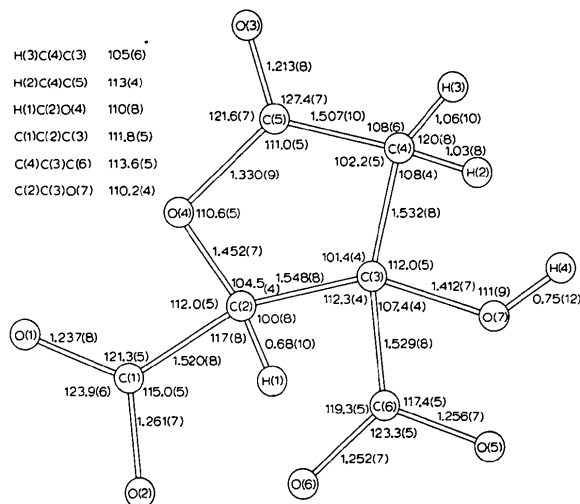 H(3)C(4)C(3) 105(6)
H(2)C(4)C(5) 113(4)
H(1)C(2)O(4) 110(8)
C(1)C(2)C(3) 111.8(5)
C(4)C(3)C(6) 113.6(5)
C(2)C(3)O(7) 110.2(4)
O(3)
1.213(8)
127.4(7)
121.6(7)
C(5)
1.507(10)
111.0(5)
H(3)
1.06(10)
108(6)
120(8)
C(4)
1.03(8)
102.2(5)
108(4)
H(2)
1.330(9)
O(4)
110.6(5)
1.532(8)
1.452(7)
101.4(4)
112.0(5)
C(3)
H(4)
104.5(4)
1.548(8)
1.412(7)
111(9)
0.75(12)
112.0(5)
C(2)
100(8)
112.3(4)
107.4(4)
O(7)
O(1)
1.237(8)
117(8)
0.68(10)
121.3(5)
1.520(8)
C(1)
H(1)
1.529(8)
123.9(6)
115.0(5)
1.261(7)
119.3(5)
C(6)
117.4(5)
123.3(5)
1.256(7)
O(5)
1.252(7)
O(6)
O(2)